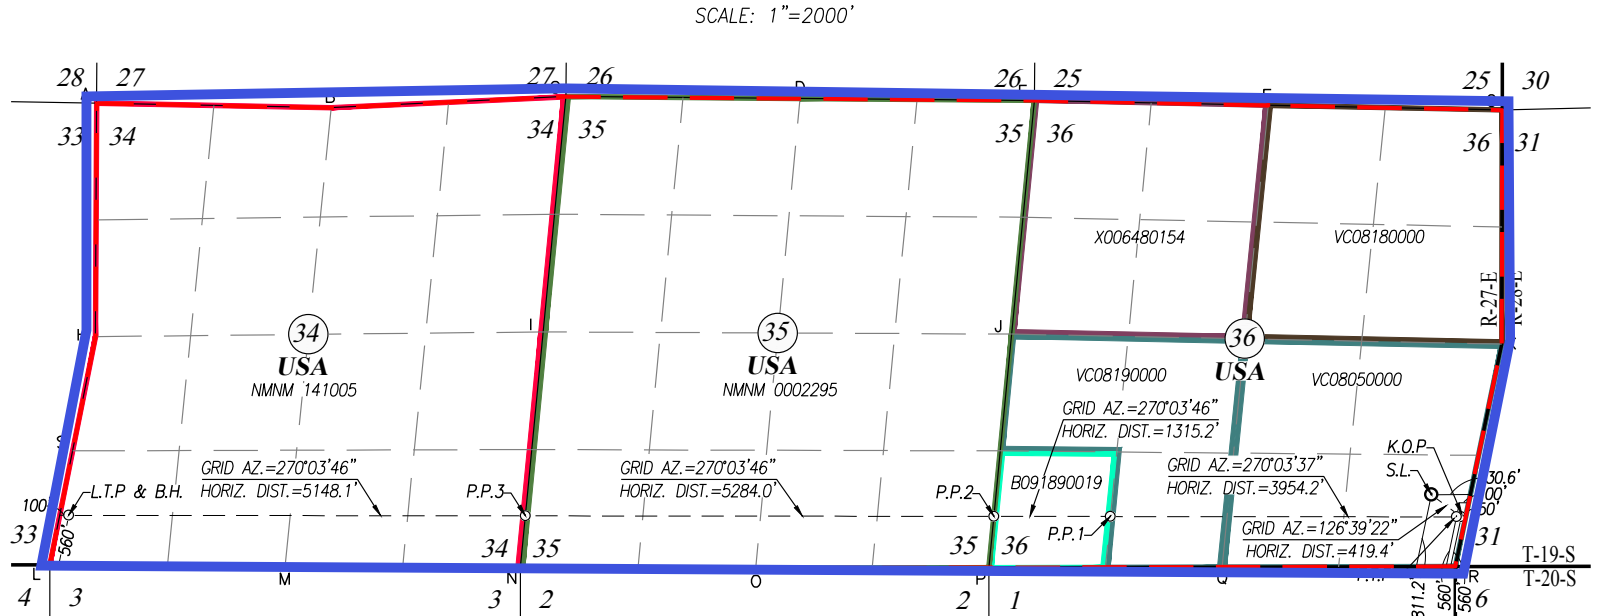 SCALE: 1"=2000'
28 27
27 26
26 25
25 30
33 34
34 35
35 36
36 31
X006480154
VC08180000
R-27-E
R-28-E
H
I
J
34
USA
NMNM 141005
35
USA
NMNM 0002295
36
USA
VC08190000
VC08050000
GRID AZ.=270°03'46"
HORIZ. DIST.=1315.2'
GRID AZ.=270°03'46"
HORIZ. DIST.=5148.1'
GRID AZ.=270°03'46"
HORIZ. DIST.=5284.0'
GRID AZ.=270°03'37"
HORIZ. DIST.=3954.2'
K.O.P.
S.L.
B091890019
L.T.P & B.H.
P.P.3
P.P.2
P.P.1
GRID AZ.=126°39'22"
HORIZ. DIST.=419.4'
560'
33
34 35
35 36
31
T-19-S
T-20-S
L
M
N
O
P
Q
R
4 3
3 2
2 1
6
560'
560'